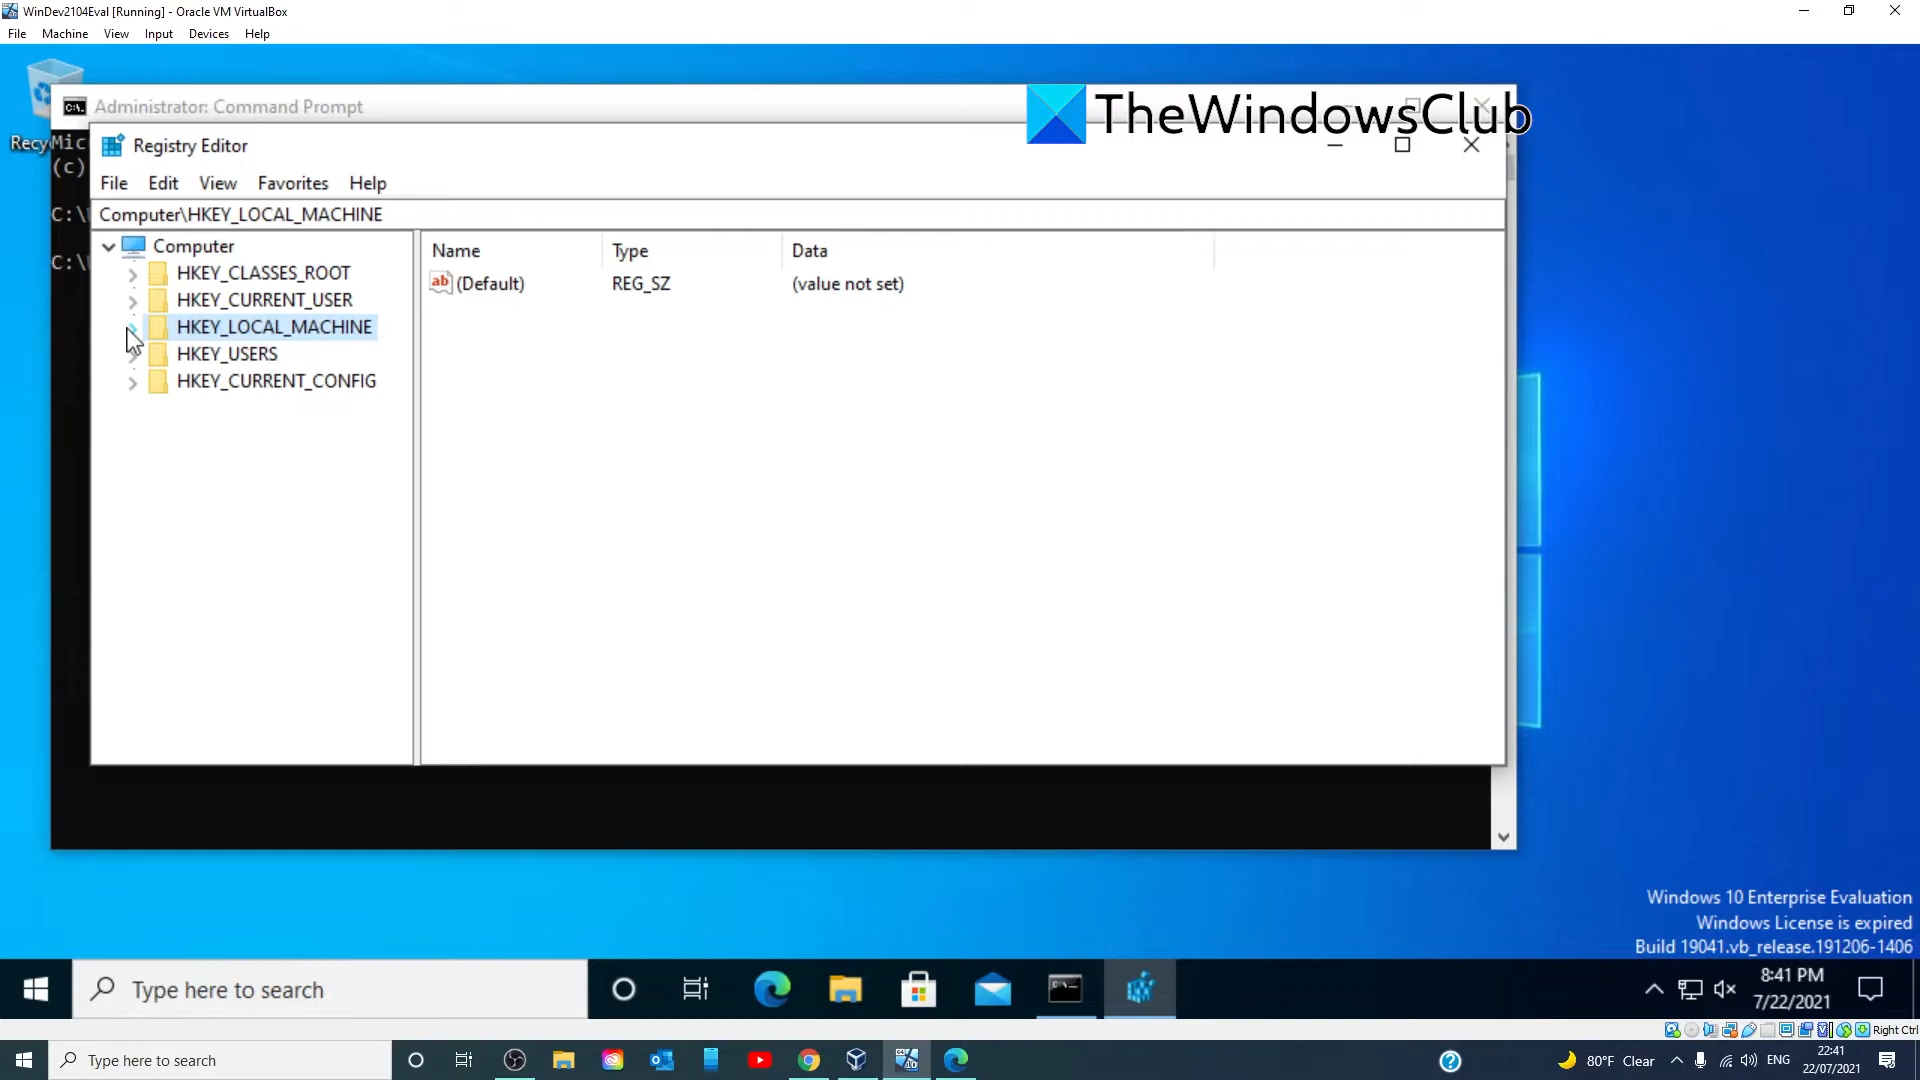 WinDev2104Eval [Running] - Oracle VM VirtualBox
File Machine View Input Devices Help
Administrator: Command Prompt
TheWindowsClub
Recy
Mic
(c)
C:\
C:\
Registry Editor
File Edit View Favorites Help
Computer\HKEY_LOCAL_MACHINE
Computer
HKEY_CLASSES_ROOT
HKEY_CURRENT_USER
HKEY_LOCAL_MACHINE
HKEY_USERS
HKEY_CURRENT_CONFIG
Name Type Data
(Default) REG_SZ (value not set)
Windows 10 Enterprise Evaluation
Windows License is expired
Build 19041.vb_release.191206-1406
Type here to search
8:41 PM
7/22/2021
Right Ctrl
Type here to search
80°F Clear
ENG
22:41
22/07/2021